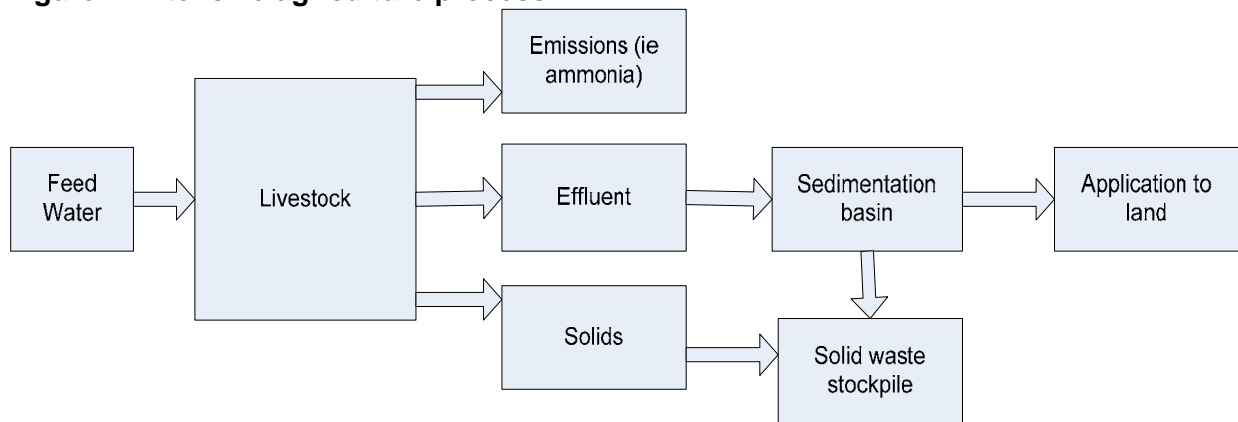 Emissions (ie
ammonia)
Feed
Water
Livestock
Effluent
Sedimentation
basin
Application to
land
Solids
Solid waste
stockpile